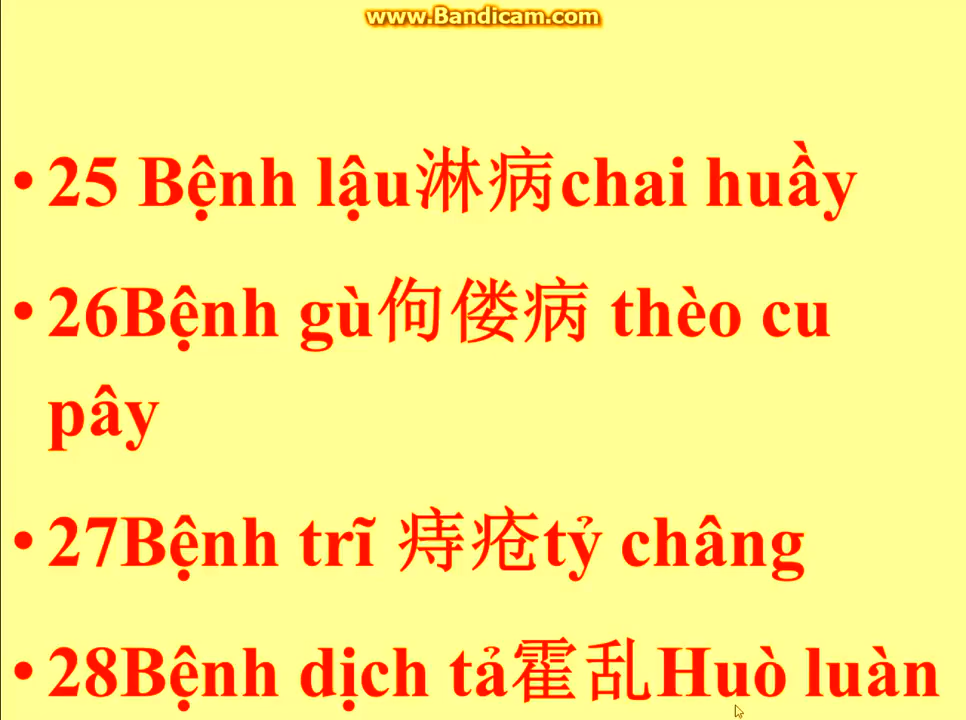 www.Bandicam.com
• 25 Bệnh lậu淋病chai huầy
• 26Bệnh gù佝偻病 thèo cu
pây
• 27Bệnh trĩ 痔疮tỷ châng
• 28Bệnh dịch tả霍乱Huò luàn